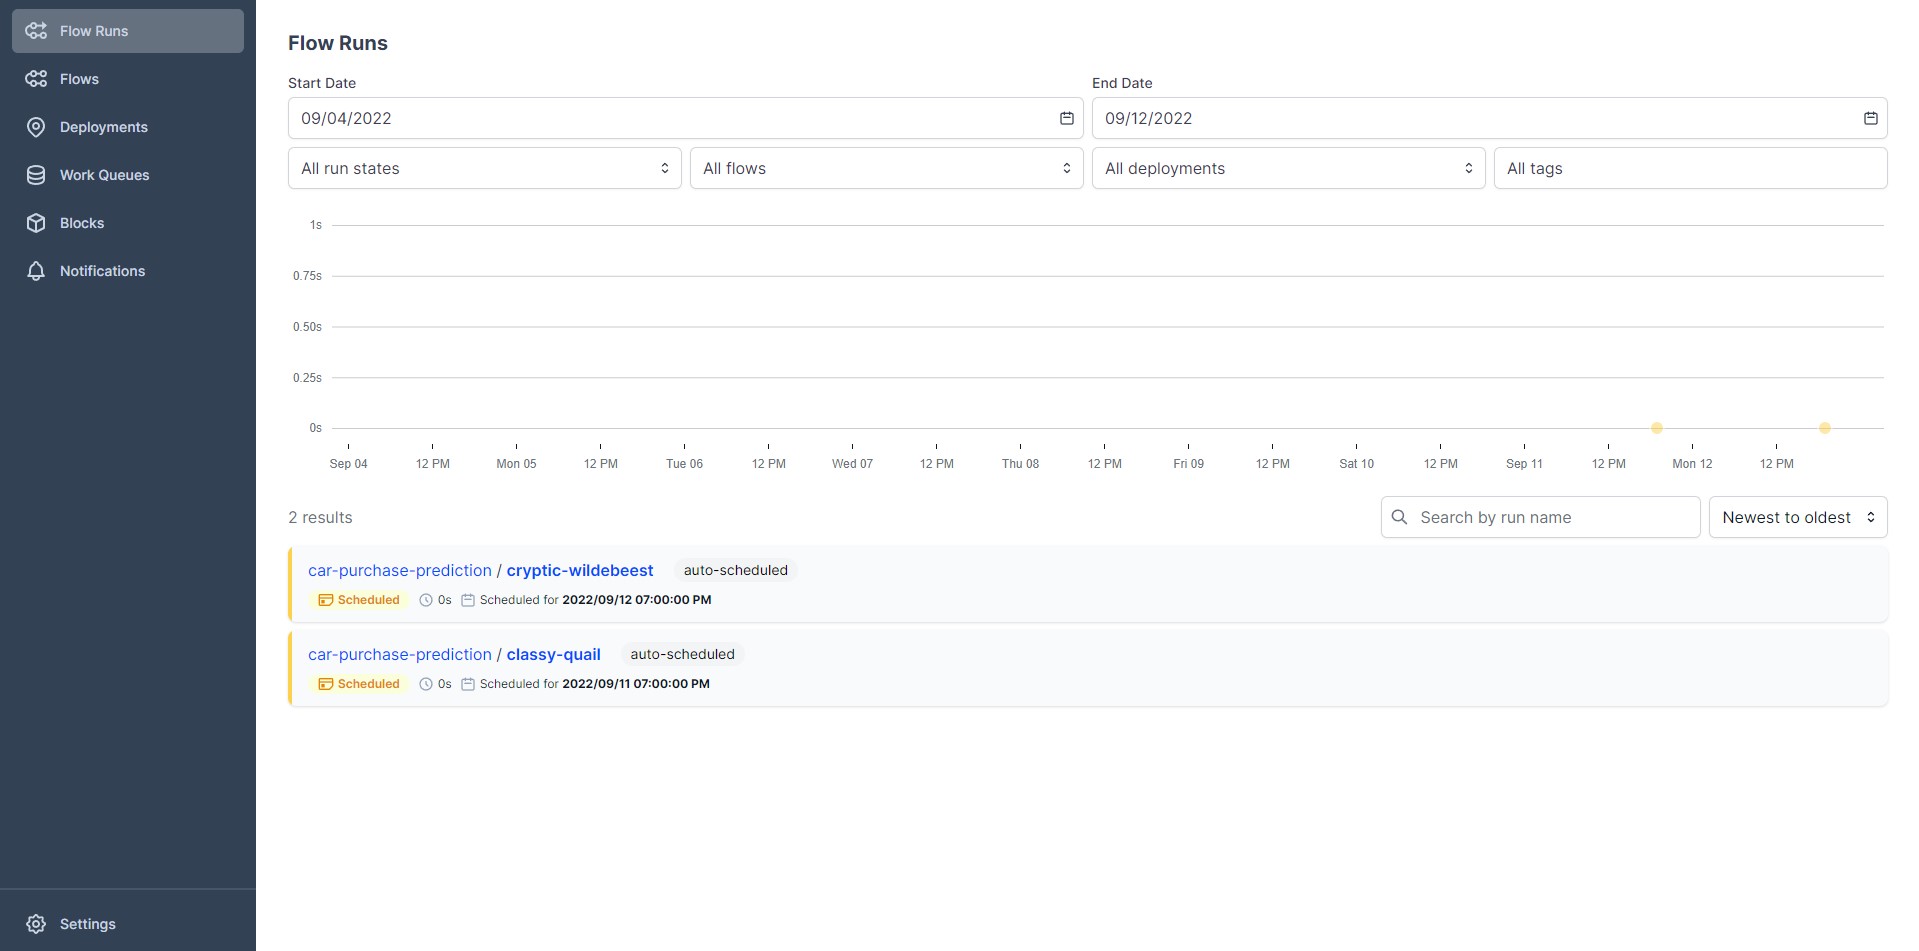 Flow Runs
Flows
Deployments
Work Queues
Blocks
Notifications
Settings
Flow Runs
Start Date
End Date
09/04/2022
09/12/2022
All run states
All flows
All deployments
All tags
1s
0.75s
0.50s
0.25s
0s
Sep 04 12 PM Mon 05 12 PM Tue 06 12 PM Wed 07 12 PM Thu 08 12 PM Fri 09 12 PM Sat 10 12 PM Sep 11 12 PM Mon 12 12 PM
2 results
Search by run name
Newest to oldest
car-purchase-prediction / cryptic-wildebeest auto-scheduled
Scheduled 0s Scheduled for 2022/09/12 07:00:00 PM
car-purchase-prediction / classy-quail auto-scheduled
Scheduled 0s Scheduled for 2022/09/11 07:00:00 PM